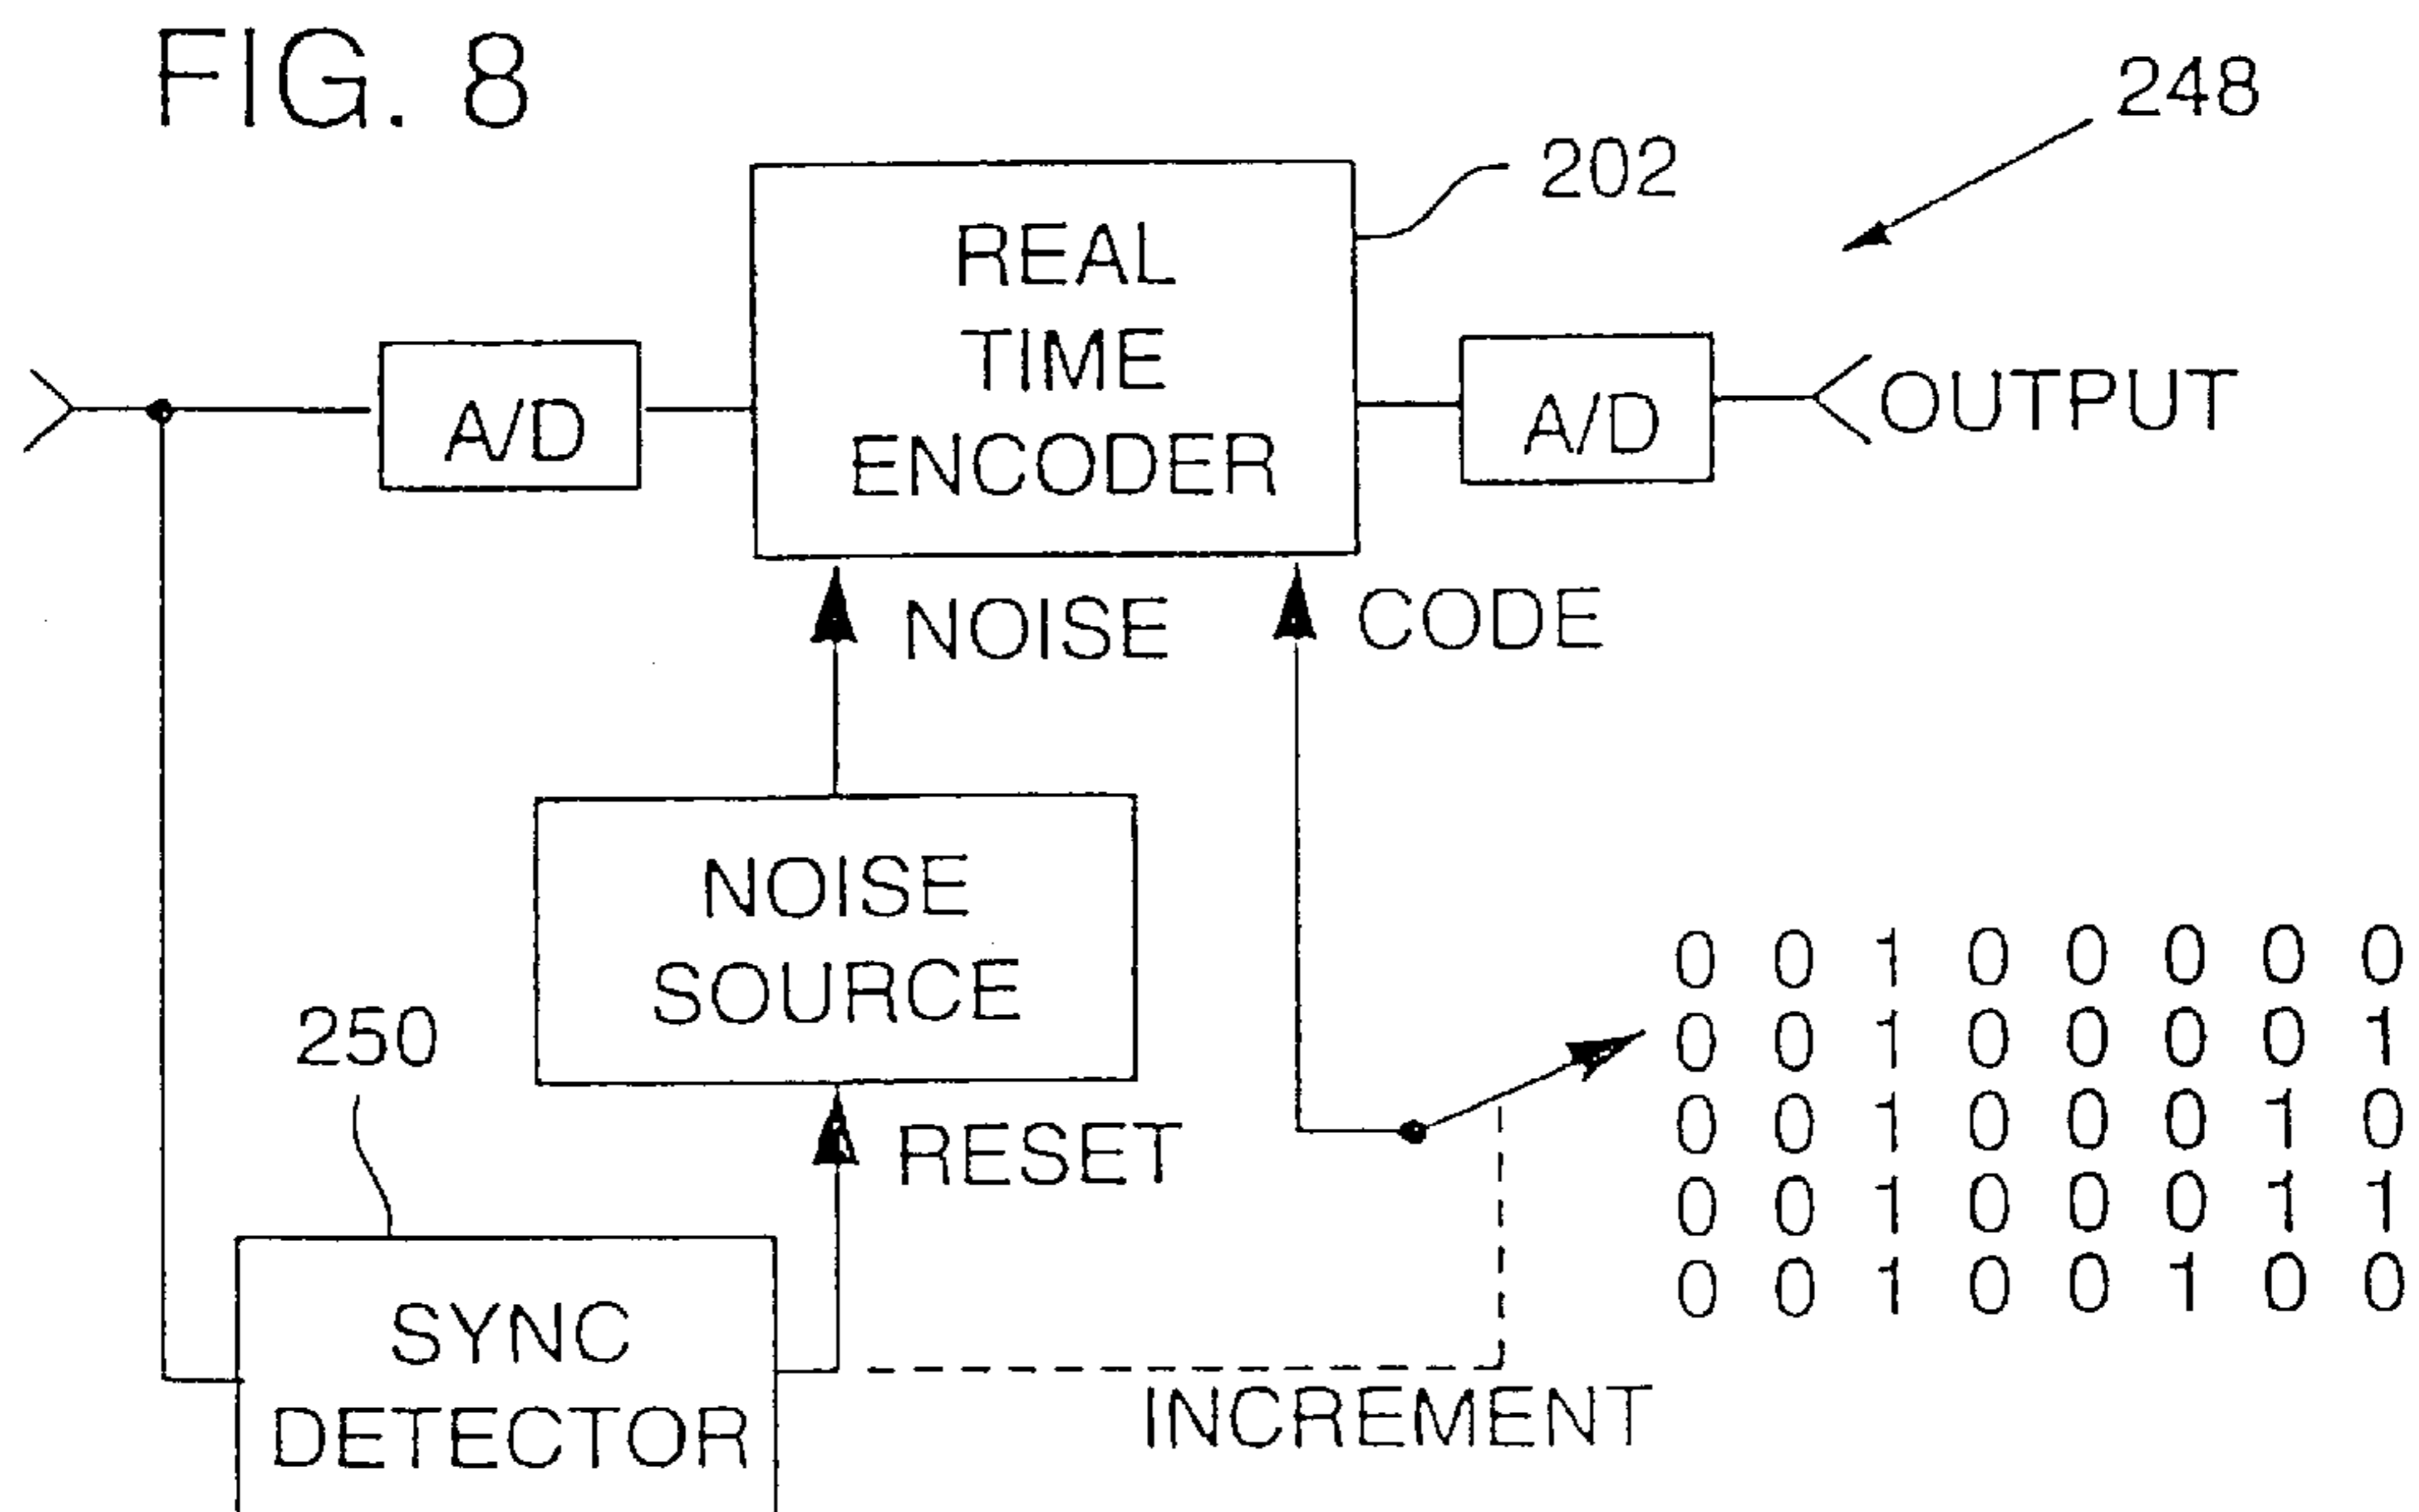 FIG. 8
248
202
REAL
TIME
ENCODER
A/D
A/D
OUTPUT
NOISE
CODE
NOISE
SOURCE
250
RESET
0 0 1 0 0 0 0 0
0 0 1 0 0 0 0 1
0 0 1 0 0 0 1 0
0 0 1 0 0 0 1 1
0 0 1 0 0 1 0 0
SYNC
DETECTOR
INCREMENT